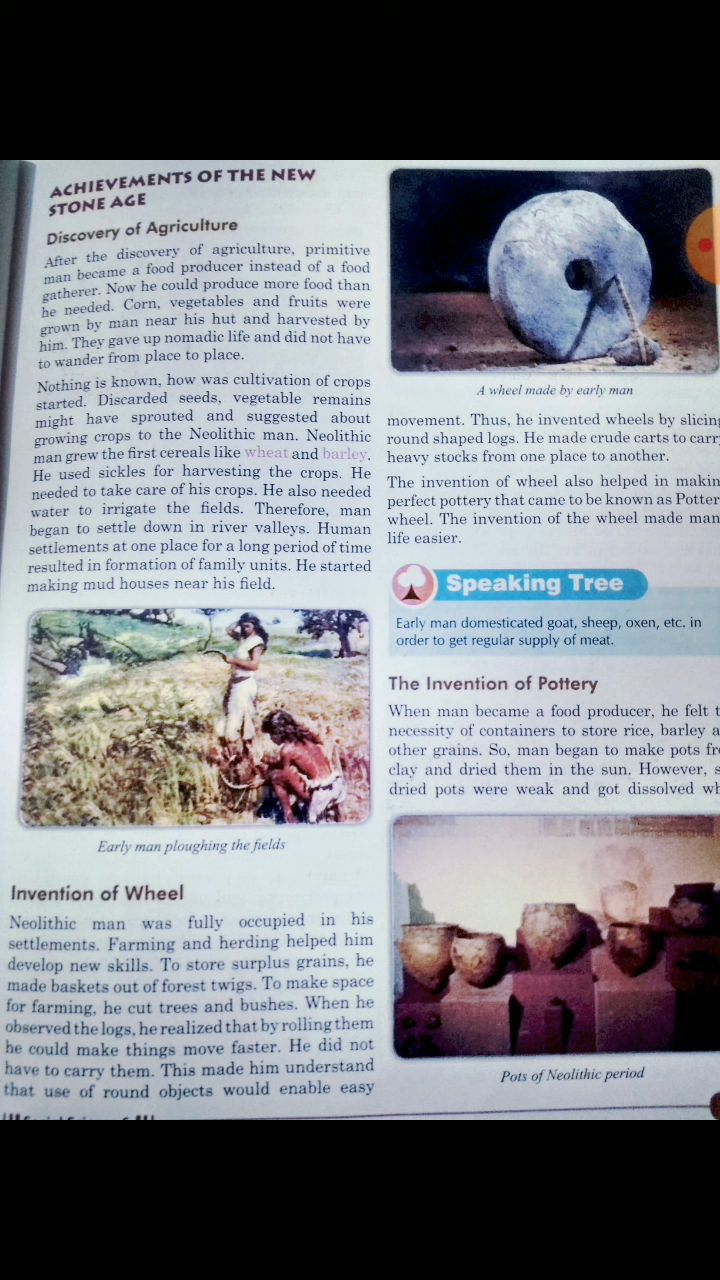 ACHIEVEMENTS OF THE NEW
STONE AGE
Discovery of Agriculture
After the discovery of agriculture, primitive
man became a food producer instead of a food
gatherer. Now he could produce more food than
he needed. Corn, vegetables and fruits were
grown by man near his hut and harvested by
him. They gave up nomadic life and did not have
to wander from place to place.
Nothing is known, how was cultivation of crops
started. Discarded seeds, vegetable remains
might have sprouted and suggested about
growing crops to the Neolithic man. Neolithic
man grew the first cereals like wheat and barley.
He used sickles for harvesting the crops. He
needed to take care of his crops. He also needed
water to irrigate the fields. Therefore, man
began to settle down in river valleys. Human
settlements at one place for a long period of time
resulted in formation of family units. He started
making mud houses near his field.
Early man ploughing the fields
Invention of Wheel
Neolithic man was fully occupied in his
settlements. Farming and herding helped him
develop new skills. To store surplus grains, he
made baskets out of forest twigs. To make space
for farming, he cut trees and bushes. When he
observed the logs, he realized that by rolling them
he could make things move faster. He did not
have to carry them. This made him understand
that use of round objects would enable easy
A wheel made by early man
movement. Thus, he invented wheels by
round shaped logs. He made crude carts to
heavy stocks from one place to another.
The invention of wheel also helped in
perfect pottery that came to be known as
wheel. The invention of the wheel made
life easier.
Speaking Tree
Early man domesticated goat, sheep, oxen, etc. in
order to get regular supply of meat.
The Invention of Pottery
When man became a food producer, he felt
necessity of containers to store rice, barley
other grains. So, man began to make pots
clay and dried them in the sun. However,
dried pots were weak and got dissolved
Pots of Neolithic period